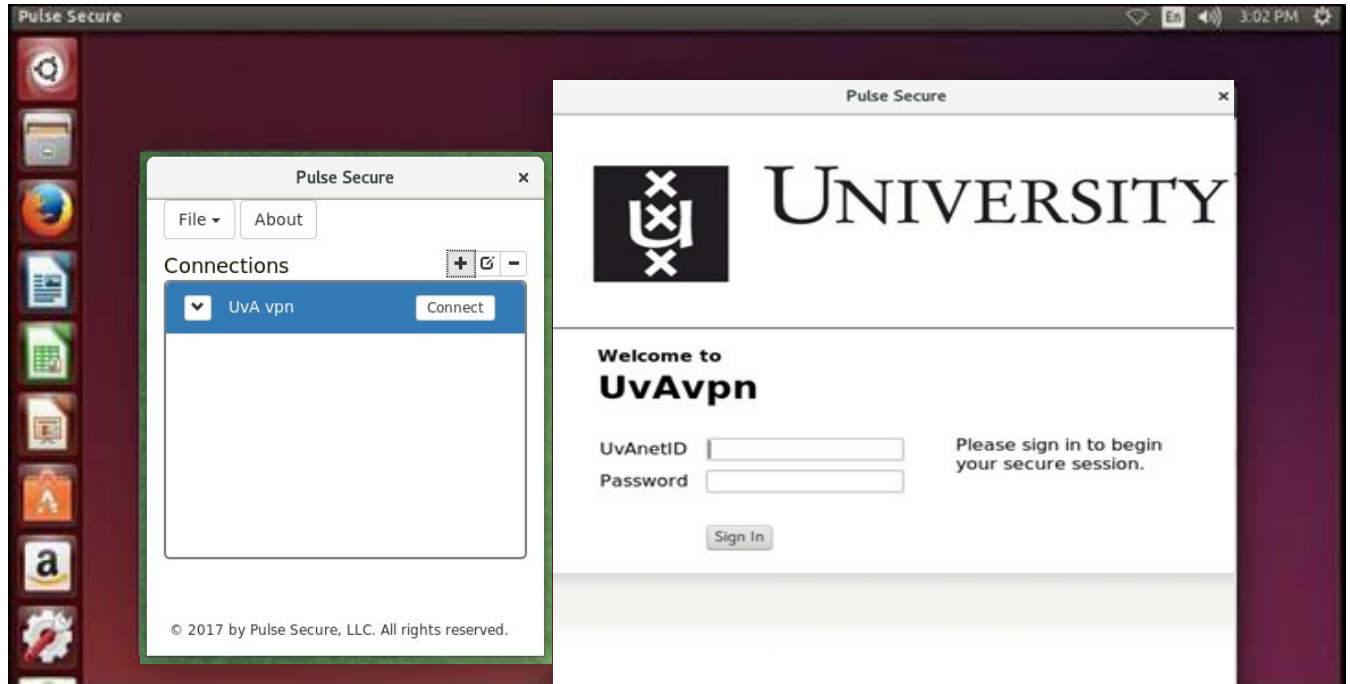 Pulse Secure
En
3:02 PM
Pulse Secure
File
About
Connections
UvA vpn
Connect
© 2017 by Pulse Secure, LLC. All rights reserved.
Pulse Secure
UNIVERSITY
Welcome to
UvAvpn
UvAnetID
Password
Please sign in to begin
your secure session.
Sign In
a